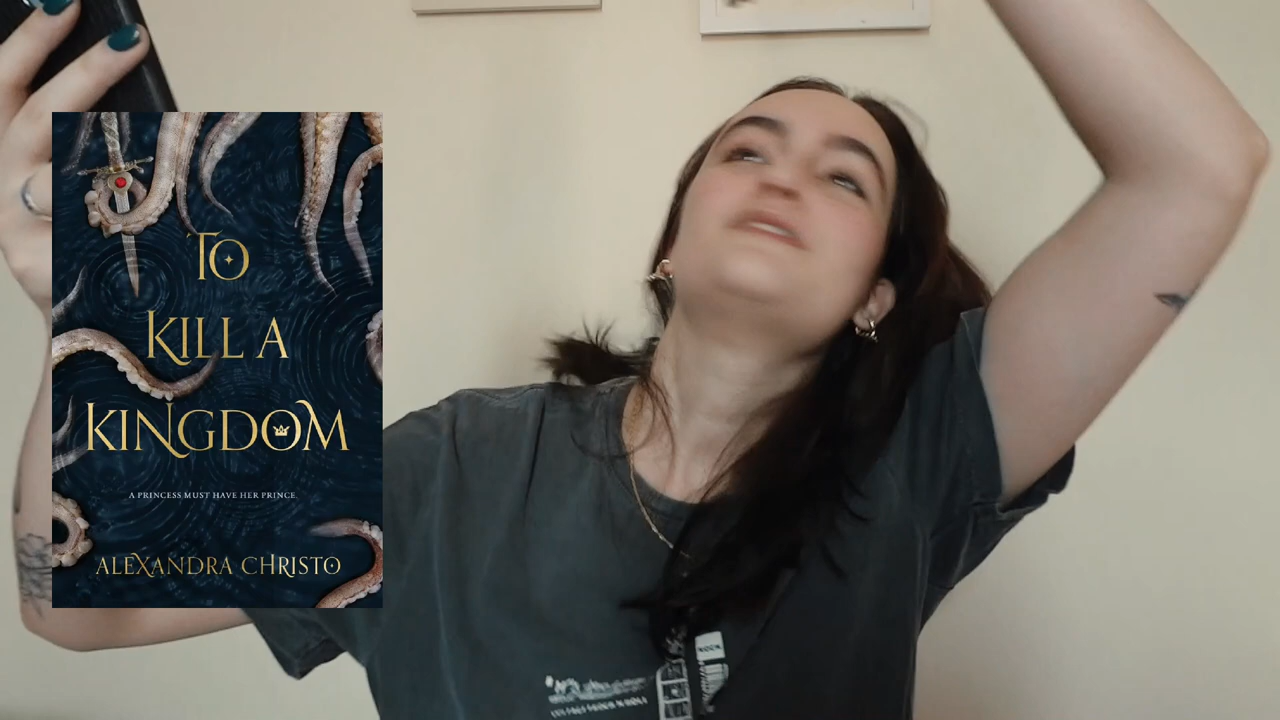 TO
KILL A
KINGDOM
A PRINCESS MUST HAVE HER PRINCE.
ALEXANDRA CHRISTO